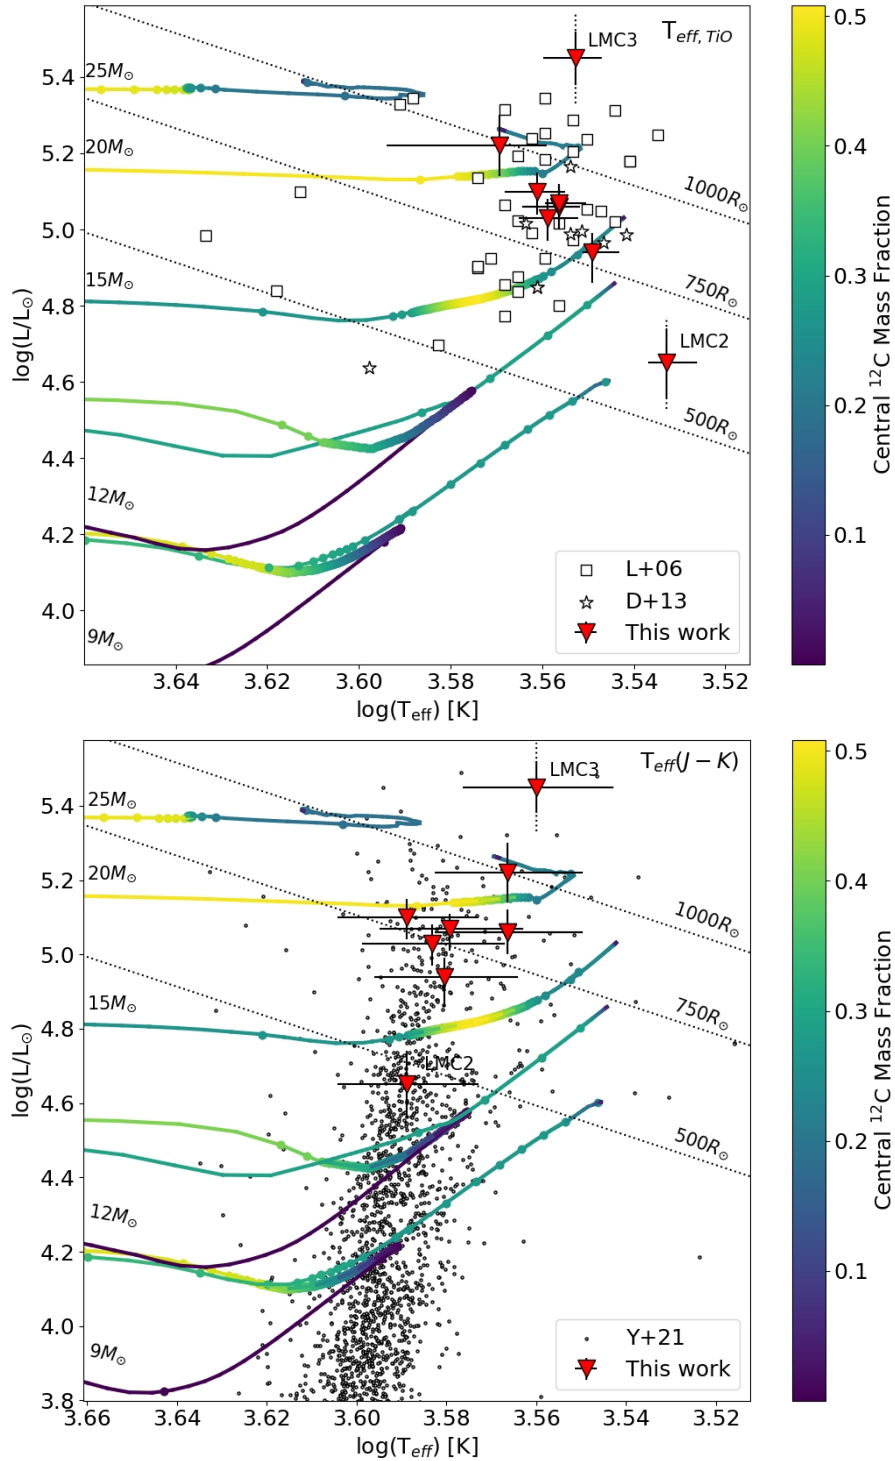 T_eff,TiO
LMC3
25M⊙
20M⊙
1000R⊙
15M⊙
750R⊙
LMC2
500R⊙
12M⊙
9M⊙
L+06
D+13
This work
5.4
5.2
5.0
4.8
4.6
4.4
4.2
4.0
log(L/L⊙)
3.64 3.62 3.60 3.58 3.56 3.54 3.52
log(T_eff) [K]
0.5
0.4
0.3
0.2
0.1
Central ¹²C Mass Fraction
T_eff(J − K)
LMC3
25M⊙
20M⊙
1000R⊙
15M⊙
750R⊙
LMC2
500R⊙
12M⊙
9M⊙
Y+21
This work
5.4
5.2
5.0
4.8
4.6
4.4
4.2
4.0
3.8
log(L/L⊙)
3.66 3.64 3.62 3.60 3.58 3.56 3.54 3.52
log(T_eff) [K]
0.5
0.4
0.3
0.2
0.1
Central ¹²C Mass Fraction